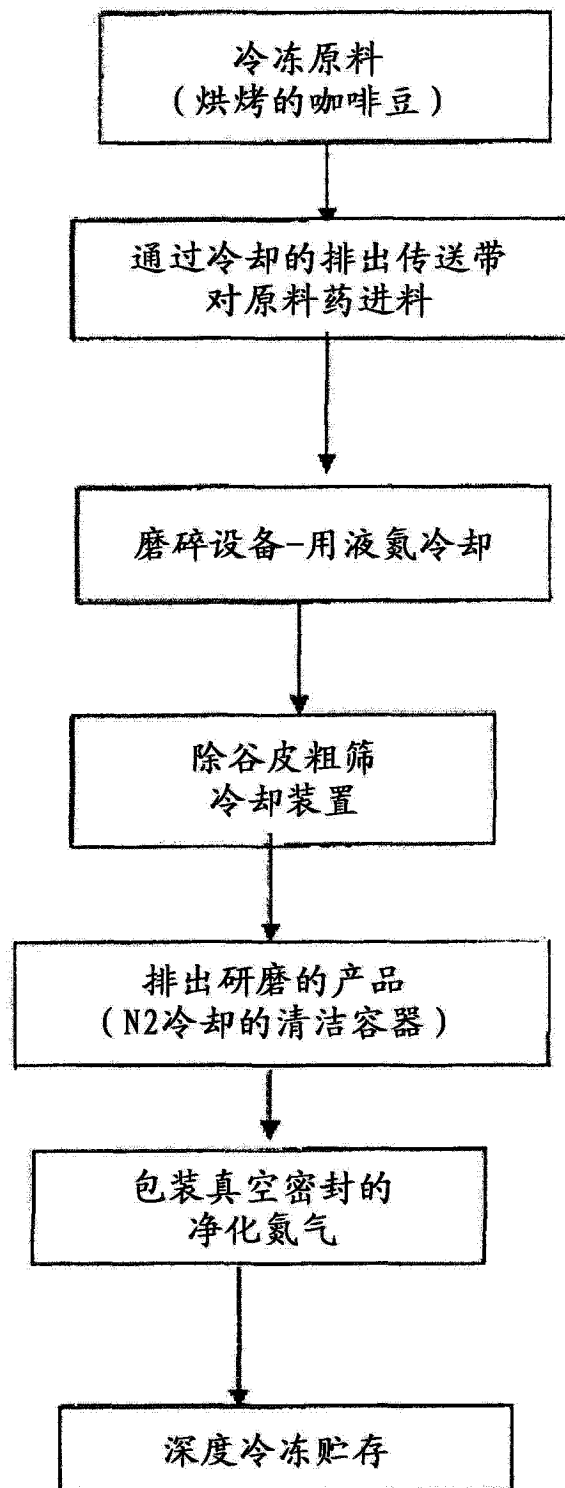 冷冻原料
(烘烤的咖啡豆)
通过冷却的排出传送带
对原料药进料
磨碎设备-用液氮冷却
除谷皮粗筛
冷却装置
排出研磨的产品
(N2冷却的清洁容器)
包装真空密封的
净化氮气
深度冷冻贮存